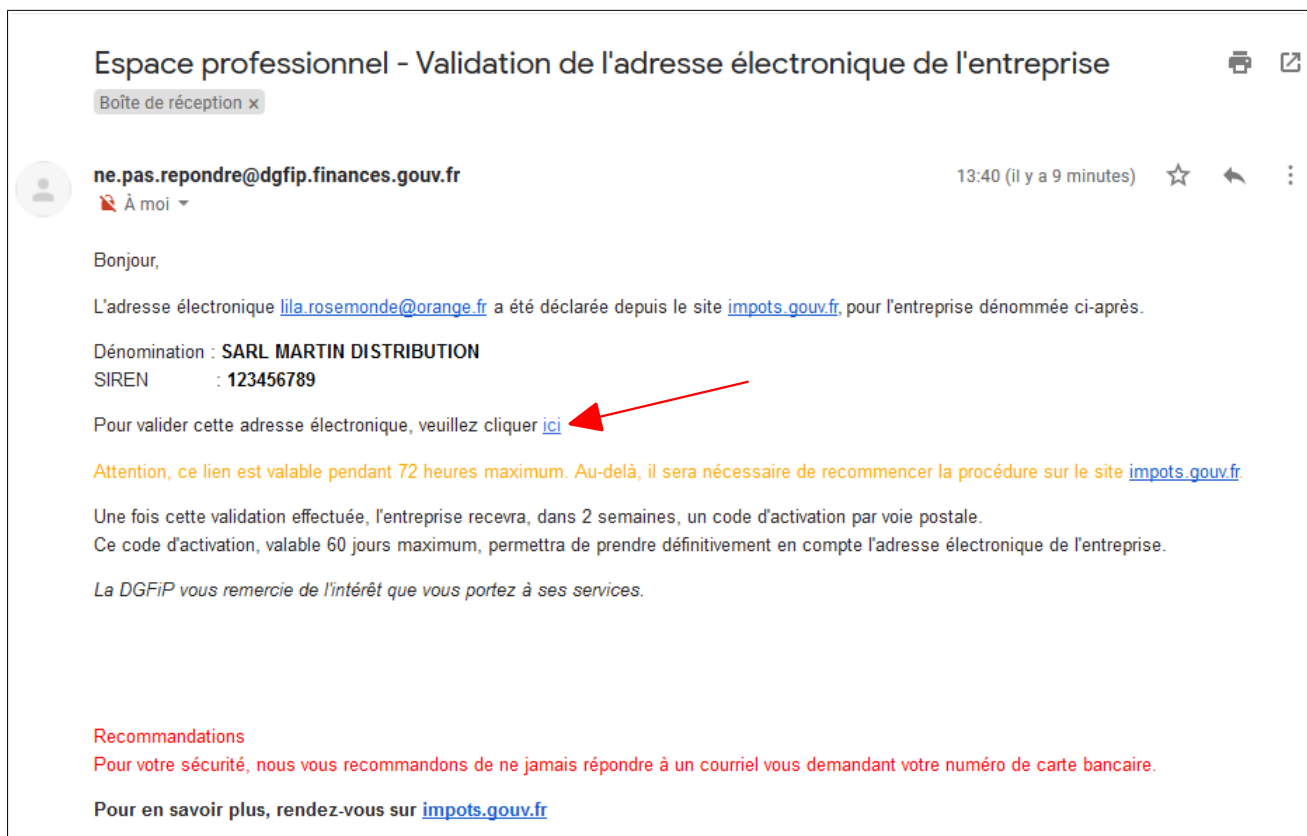 Espace professionnel - Validation de l'adresse électronique de l'entreprise
Boîte de réception x
ne.pas.repondre@dgfip.finances.gouv.fr
13:40 (il y a 9 minutes)
À moi
Bonjour,
L'adresse électronique lila.rosemonde@orange.fr a été déclarée depuis le site impots.gouv.fr, pour l'entreprise dénommée ci-après.
Dénomination : SARL MARTIN DISTRIBUTION
SIREN : 123456789
Pour valider cette adresse électronique, veuillez cliquer ici
Attention, ce lien est valable pendant 72 heures maximum. Au-delà, il sera nécessaire de recommencer la procédure sur le site impots.gouv.fr.
Une fois cette validation effectuée, l'entreprise recevra, dans 2 semaines, un code d'activation par voie postale.
Ce code d'activation, valable 60 jours maximum, permettra de prendre définitivement en compte l'adresse électronique de l'entreprise.
La DGFiP vous remercie de l'intérêt que vous portez à ses services.
Recommandations
Pour votre sécurité, nous vous recommandons de ne jamais répondre à un courriel vous demandant votre numéro de carte bancaire.
Pour en savoir plus, rendez-vous sur impots.gouv.fr